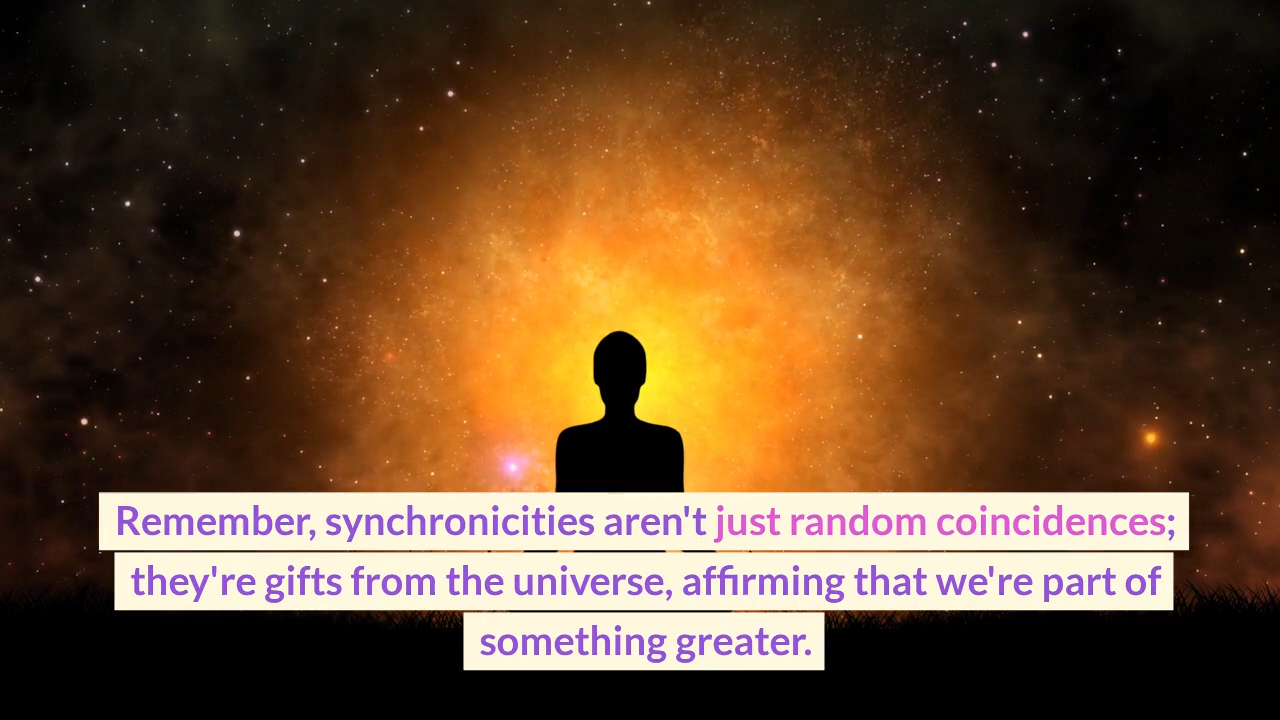 Remember, synchronicities aren't just random coincidences;
they're gifts from the universe, affirming that we're part of
something greater.